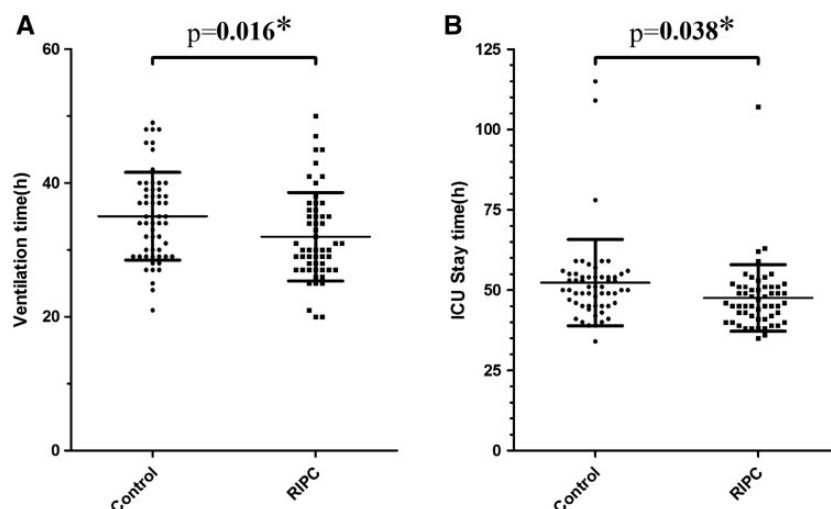 A
p=0.016*
Ventilation time(h)
60
40
20
0
Control
RIPC
B
p=0.038*
ICU Stay time(h)
125
100
75
50
25
0
Control
RIPC